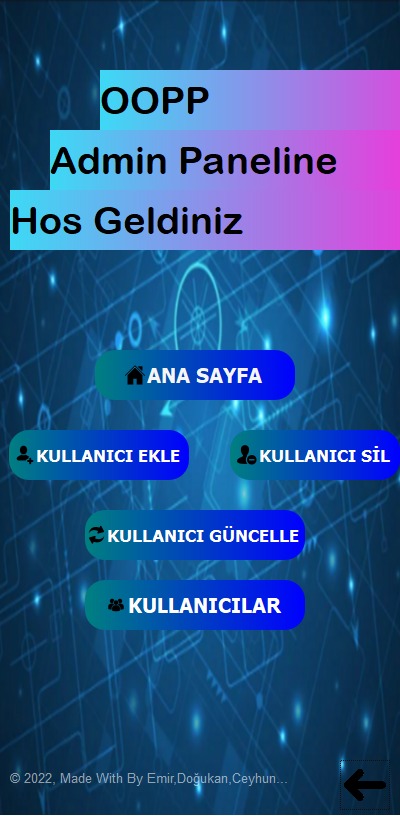 OOPP
Admin Paneline
Hos Geldiniz
ANA SAYFA
KULLANICI EKLE
KULLANICI SİL
KULLANICI GÜNCELLE
KULLANICILAR
© 2022, Made With By Emir,Doğukan,Ceyhun...